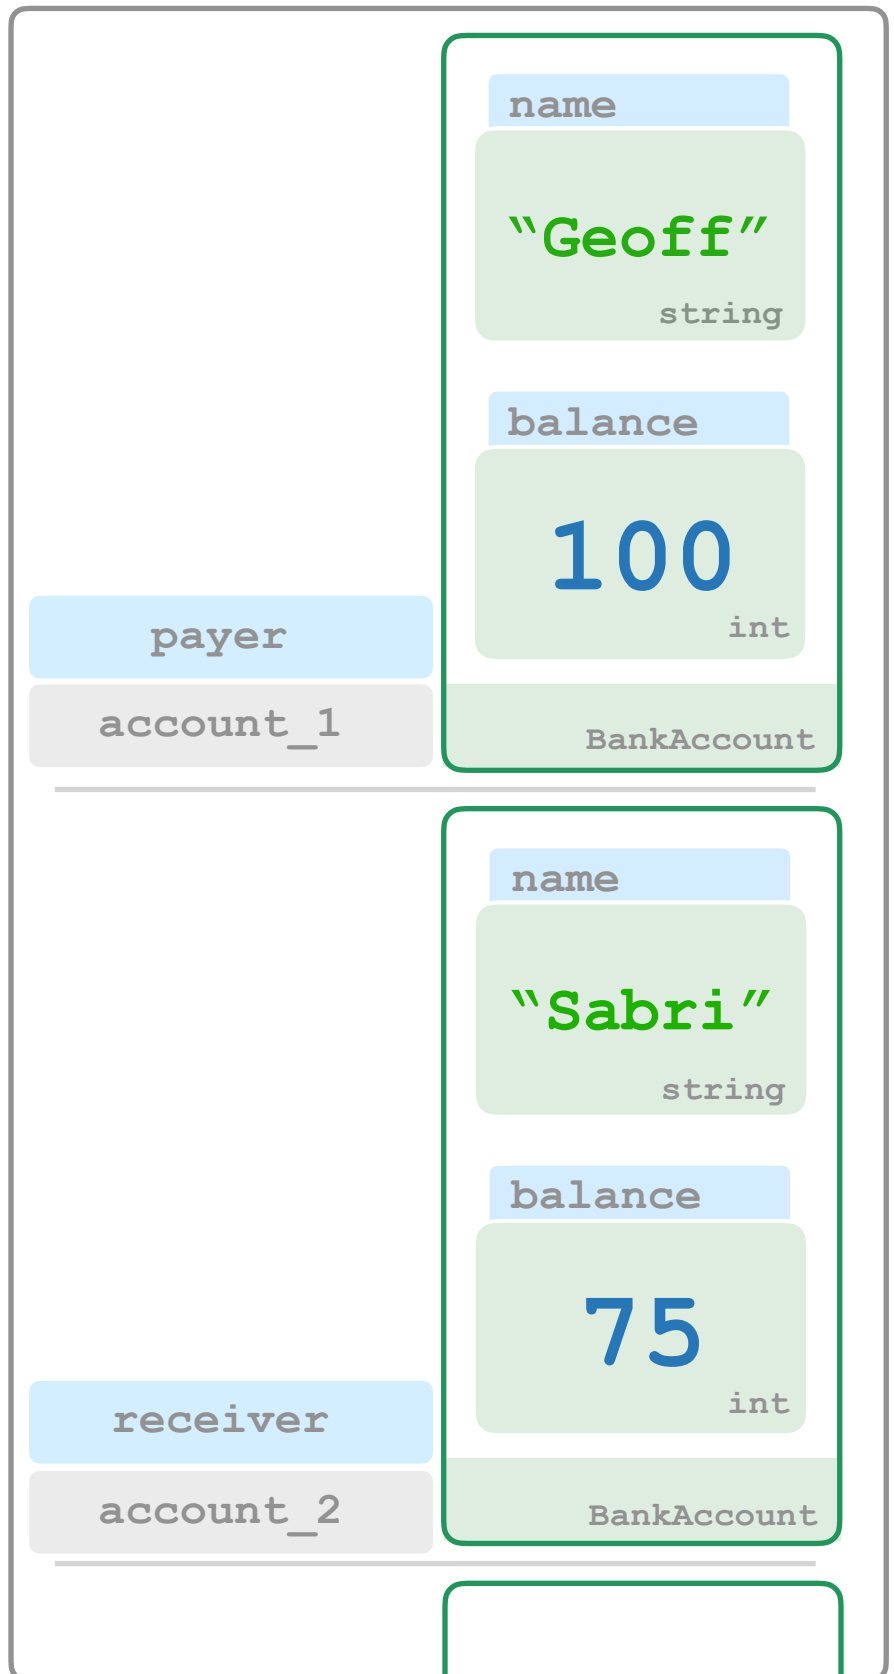 name
“Geoff”
string
balance
100
int
payer
account_1
BankAccount
name
“Sabri”
string
balance
75
int
receiver
account_2
BankAccount